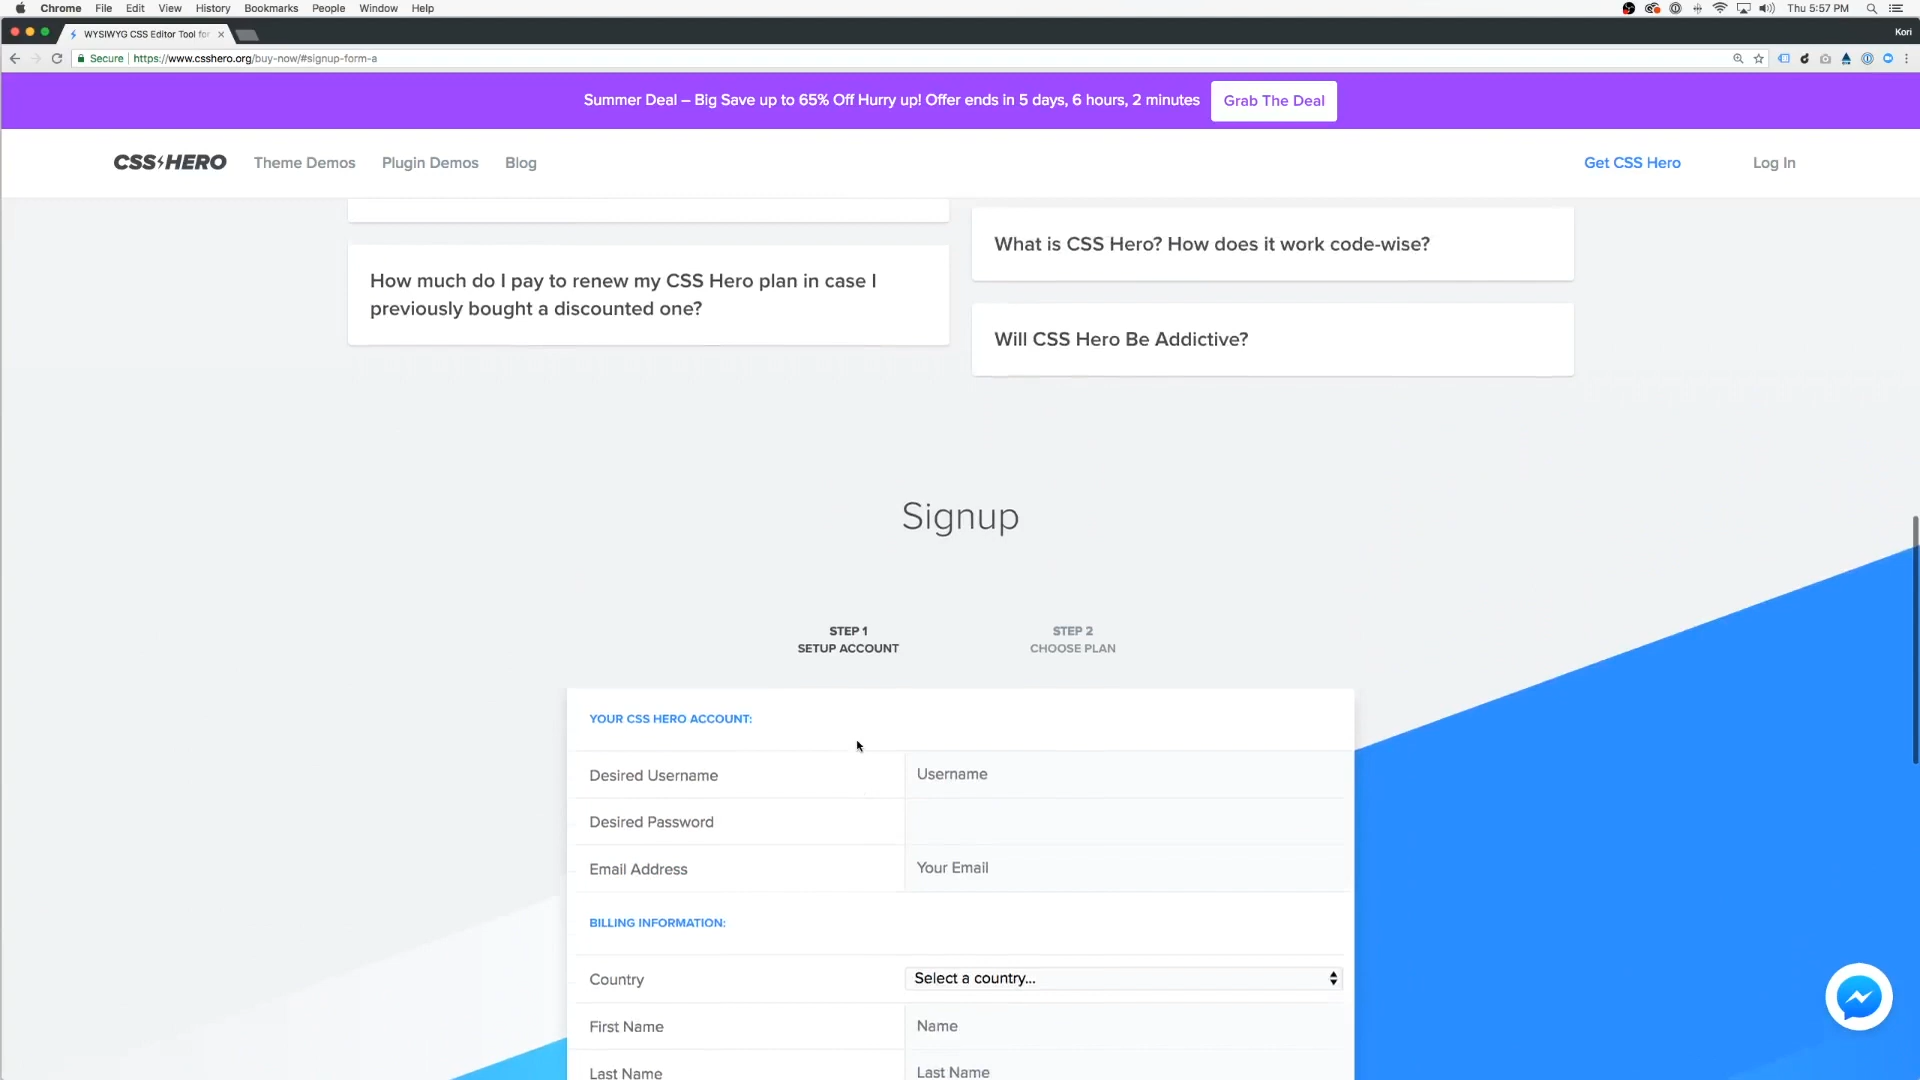 Chrome File Edit View History Bookmarks People Window Help
Thu 5:57 PM
WYSIWYG CSS Editor Tool for
Kori
Secure https://www.csshero.org/buy-now/#signup-form-a
Summer Deal – Big Save up to 65% Off Hurry up! Offer ends in 5 days, 6 hours, 2 minutes
Grab The Deal
CSS HERO
Theme Demos
Plugin Demos
Blog
Get CSS Hero
Log In
How much do I pay to renew my CSS Hero plan in case I
previously bought a discounted one?
What is CSS Hero? How does it work code-wise?
Will CSS Hero Be Addictive?
Signup
STEP 1
SETUP ACCOUNT
STEP 2
CHOOSE PLAN
YOUR CSS HERO ACCOUNT:
Desired Username
Username
Desired Password
Email Address
Your Email
BILLING INFORMATION:
Country
Select a country...
First Name
Name
Last Name
Last Name